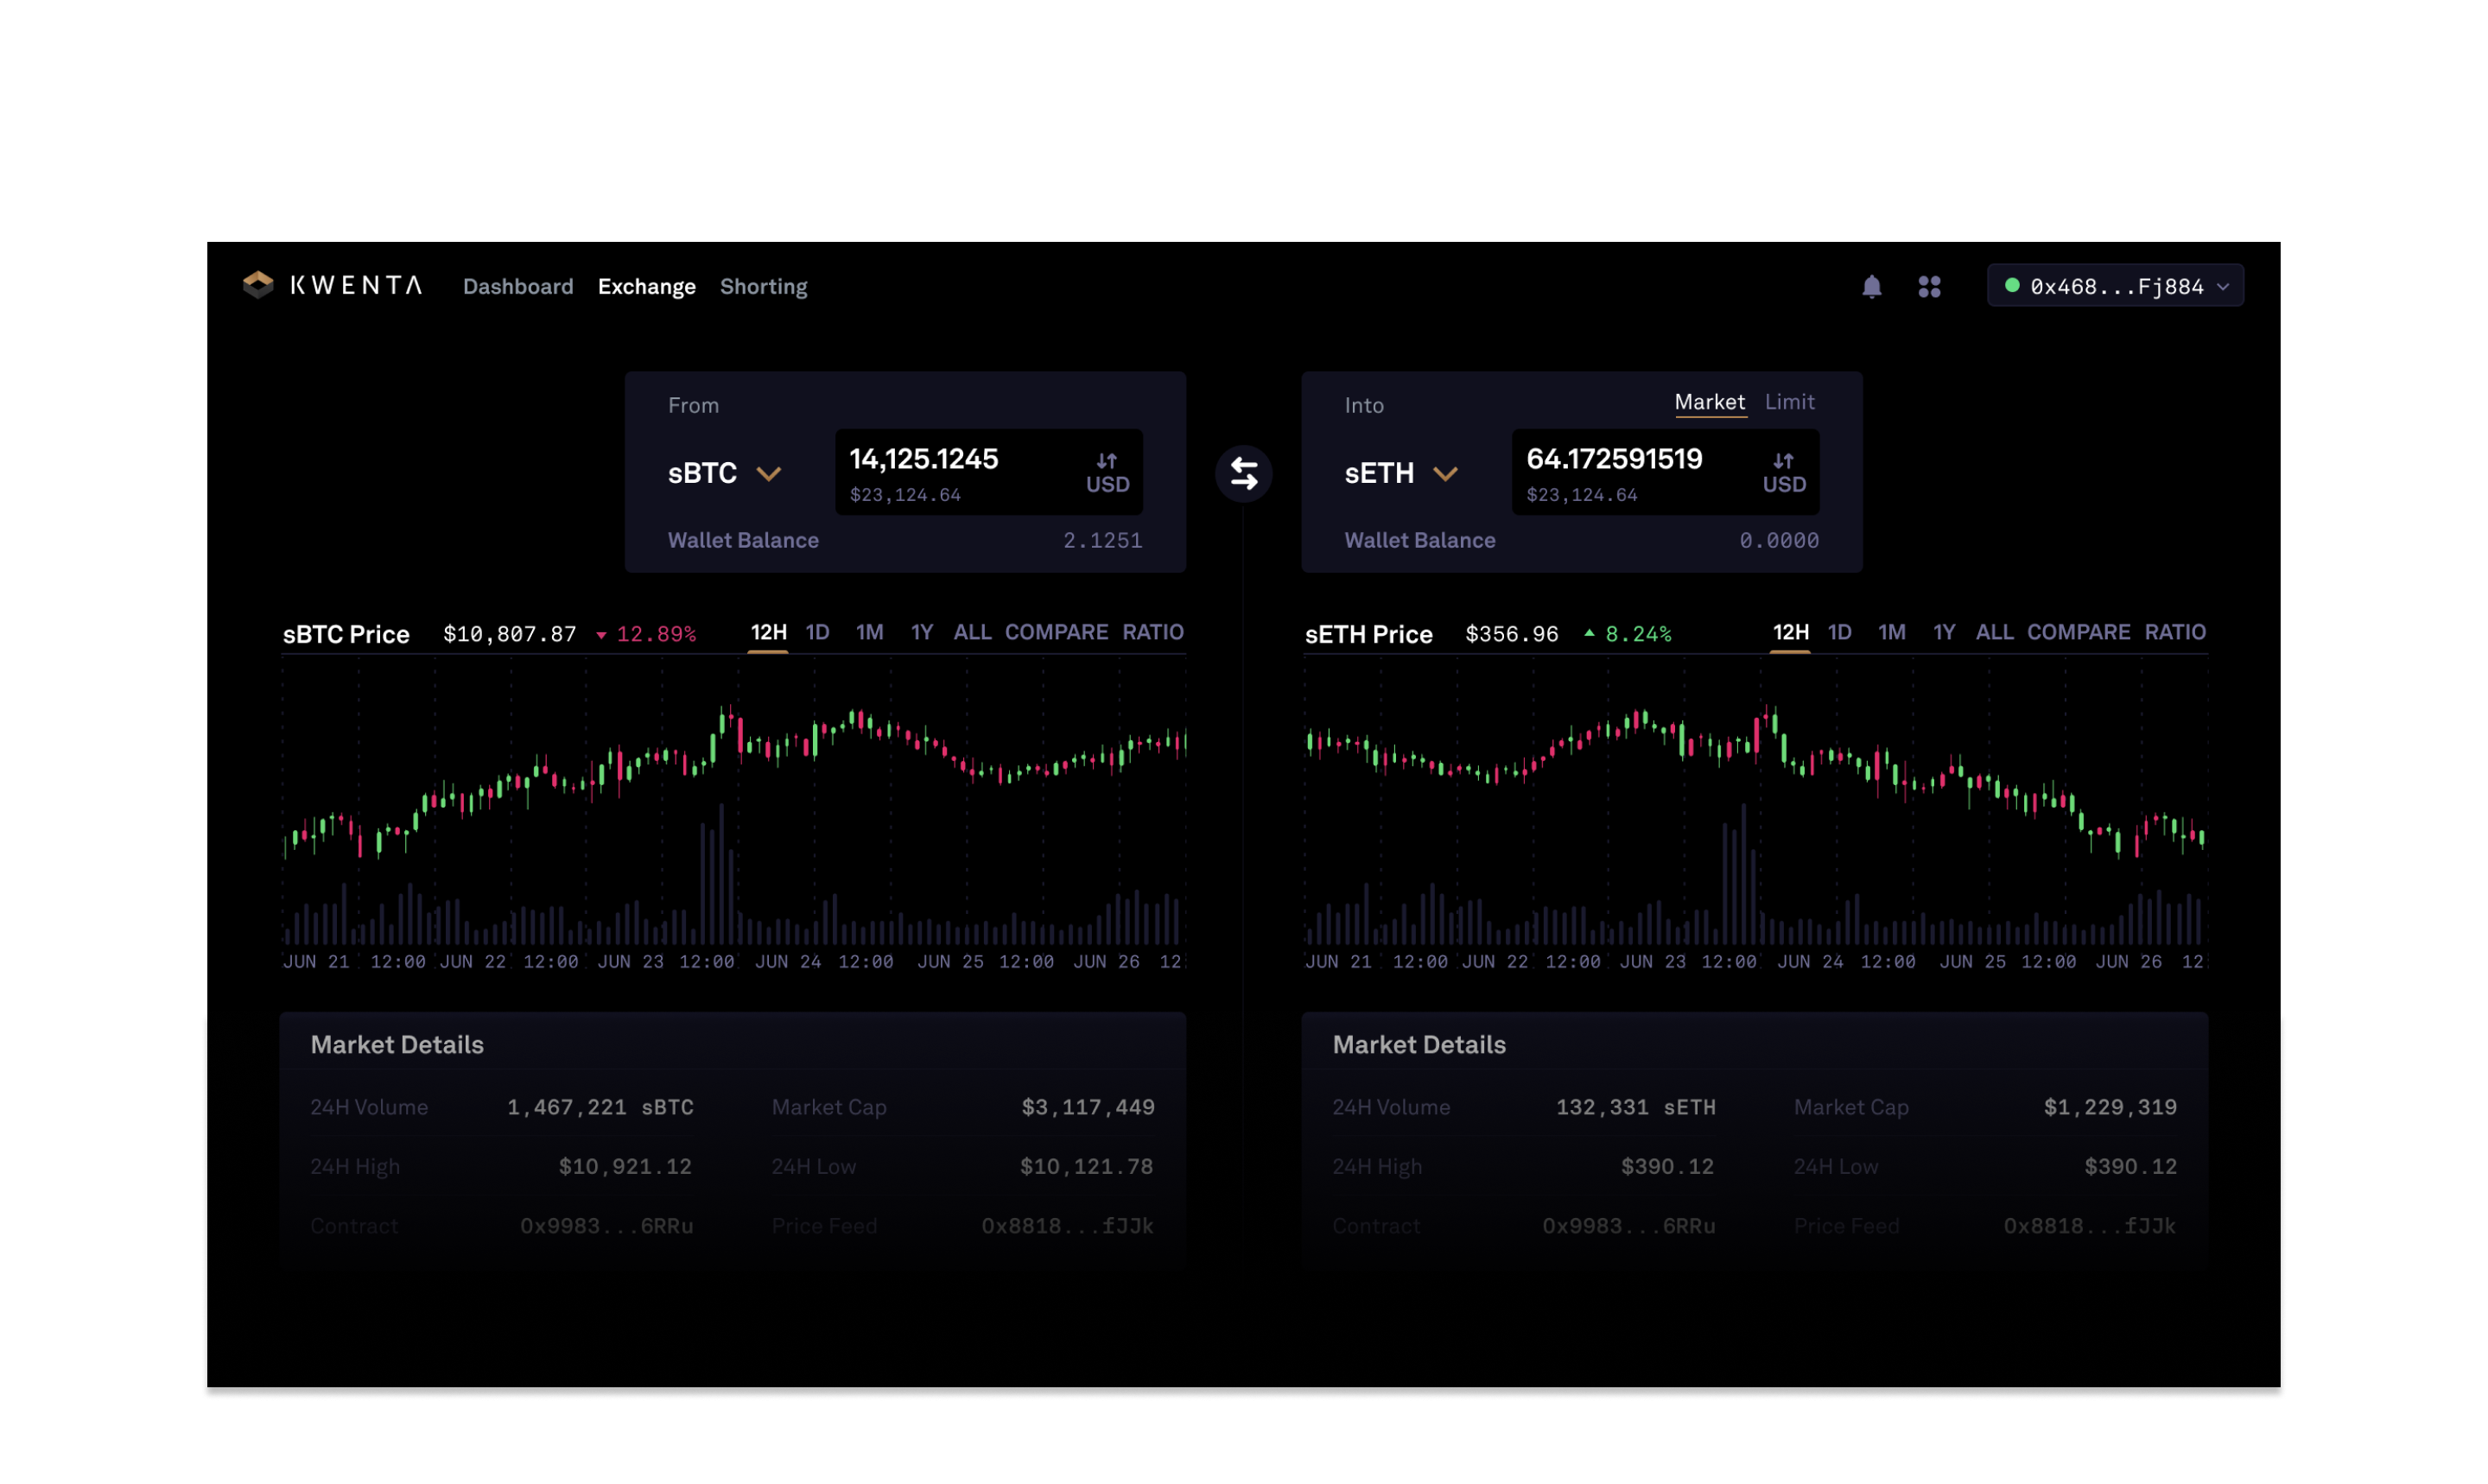 KWENTA Dashboard Exchange Shorting 0x468...Fj884
From
sBTC 14,125.1245 USD
$23,124.64
Wallet Balance 2.1251
Into Market Limit
sETH 64.172591519 USD
$23,124.64
Wallet Balance 0.0000
sBTC Price $10,807.87 12.89% 12H 1D 1M 1Y ALL COMPARE RATIO
JUN 21 12:00 JUN 22 12:00 JUN 23 12:00 JUN 24 12:00 JUN 25 12:00 JUN 26 12:
Market Details
24H Volume 1,467,221 sBTC Market Cap $3,117,449
24H High $10,921.12 24H Low $10,121.78
Contract 0x9983...6RRu Price Feed 0x8818...fJJk
sETH Price $356.96 8.24% 12H 1D 1M 1Y ALL COMPARE RATIO
JUN 21 12:00 JUN 22 12:00 JUN 23 12:00 JUN 24 12:00 JUN 25 12:00 JUN 26 12
Market Details
24H Volume 132,331 sETH Market Cap $1,229,319
24H High $390.12 24H Low $390.12
Contract 0x9983...6RRu Price Feed 0x8818...fJJk